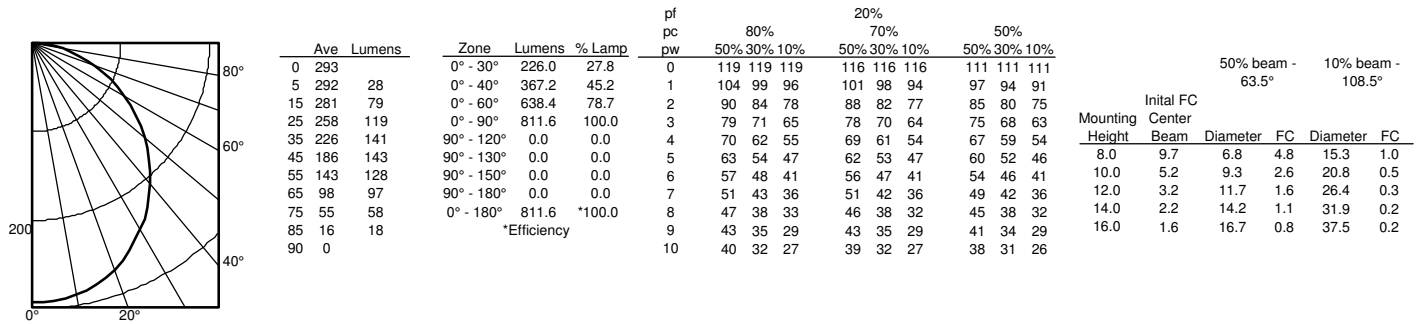 80°
60°
40°
20°
0°
200
Ave Lumens
0 293
5 292 28
15 281 79
25 258 119
35 226 141
45 186 143
55 143 128
65 98 97
75 55 58
85 16 18
90 0
Zone Lumens % Lamp
0° - 30° 226.0 27.8
0° - 40° 367.2 45.2
0° - 60° 638.4 78.7
0° - 90° 811.6 100.0
90° - 120° 0.0 0.0
90° - 130° 0.0 0.0
90° - 150° 0.0 0.0
90° - 180° 0.0 0.0
0° - 180° 811.6 *100.0
*Efficiency
pf 20%
pc 80% 70% 50%
pw 50% 30% 10% 50% 30% 10% 50% 30% 10%
0 119 119 119 116 116 116 111 111 111
1 104 99 96 101 98 94 97 94 91
2 90 84 78 88 82 77 85 80 75
3 79 71 65 78 70 64 75 68 63
4 70 62 55 69 61 54 67 59 54
5 63 54 47 62 53 47 60 52 46
6 57 48 41 56 47 41 54 46 41
7 51 43 36 51 42 36 49 42 36
8 47 38 33 46 38 32 45 38 32
9 43 35 29 43 35 29 41 34 29
10 40 32 27 39 32 27 38 31 26
50% beam - 10% beam -
63.5° 108.5°
Inital FC
Mounting Center
Height Beam Diameter FC Diameter FC
8.0 9.7 6.8 4.8 15.3 1.0
10.0 5.2 9.3 2.6 20.8 0.5
12.0 3.2 11.7 1.6 26.4 0.3
14.0 2.2 14.2 1.1 31.9 0.2
16.0 1.6 16.7 0.8 37.5 0.2